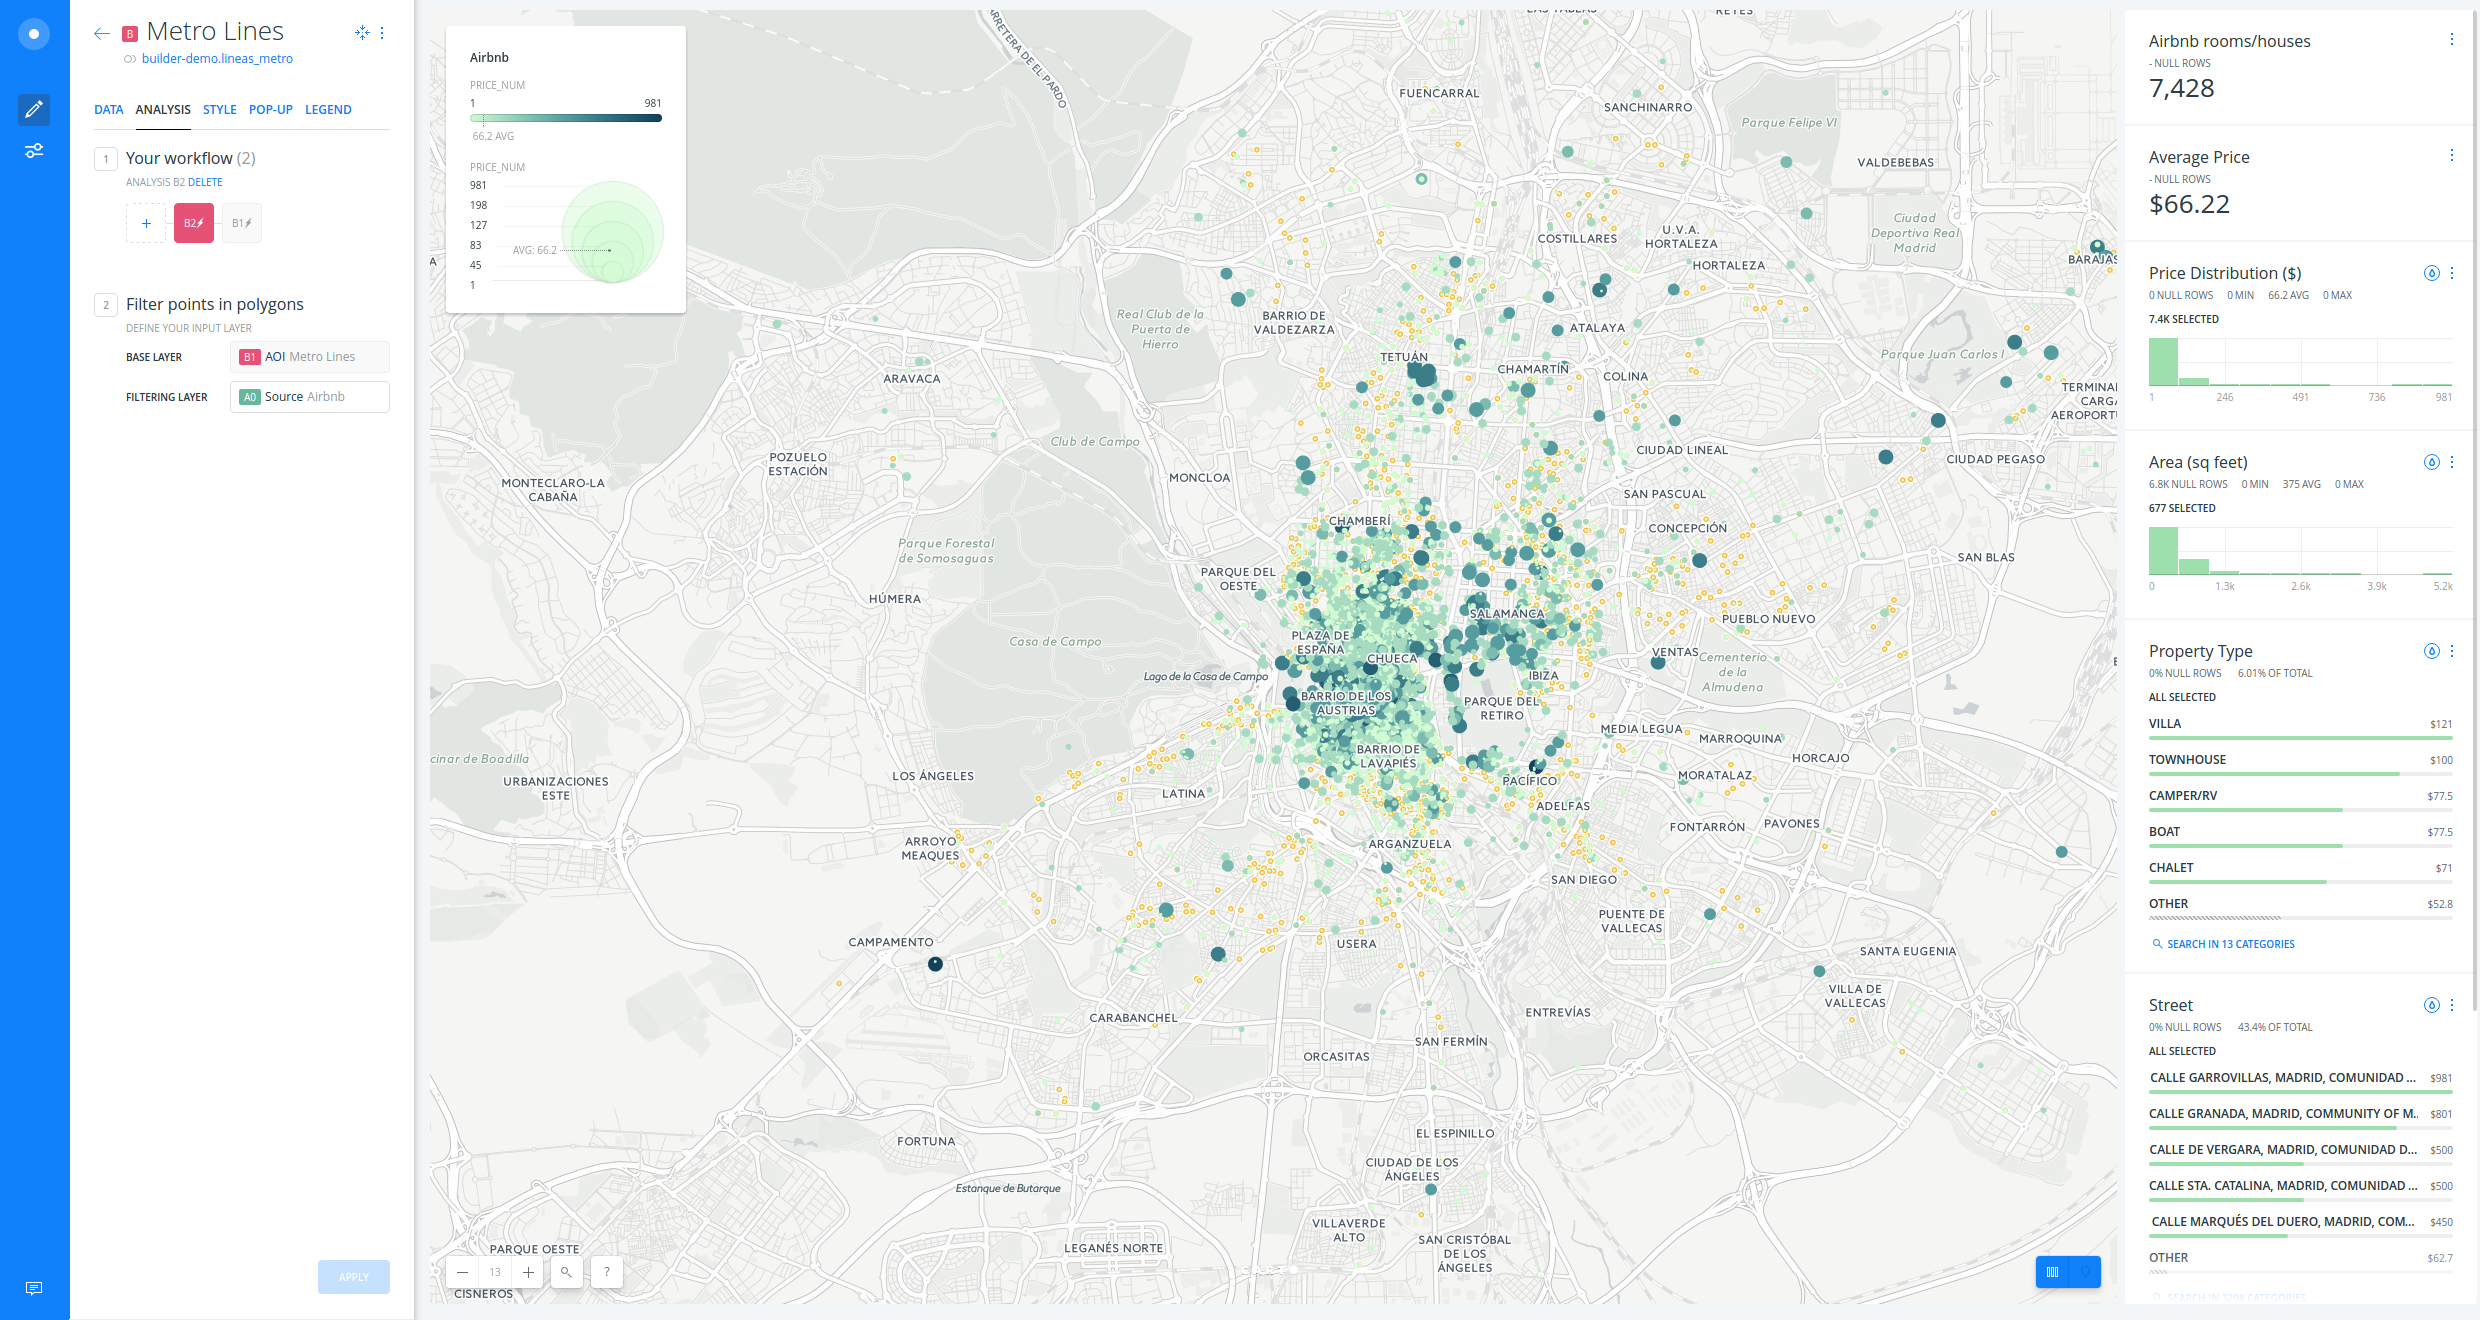 B Metro Lines
builder-demo.lineas_metro
DATA ANALYSIS STYLE POP-UP LEGEND
1 Your workflow (2)
ANALYSIS B2 DELETE
+ B2 B1
2 Filter points in polygons
DEFINE YOUR INPUT LAYER
BASE LAYER B1 AOI Metro Lines
FILTERING LAYER A0 Source Airbnb
APPLY
Airbnb
PRICE_NUM
1 981
66.2 AVG
PRICE_NUM
981
198
127
83
AVG: 66.2
45
1
CARRETERA DE EL PARDO
LAS TABLAS
REYES
FUENCARRAL
SANCHINARRO
Parque Felipe VI
VALDEBEBAS
COSTILLARES
U.V.A.
HORTALEZA
HORTALEZA
Ciudad
Deportiva Real
Madrid
BARAJAS
Real Club de la
Puerta de
Hierro
BARRIO DE
VALDEZARZA
ATALAYA
TETUÁN
CHAMARTÍN
COLINA
Parque Juan Carlos I
TERMINAL
CARGA
AEROPORTU
ARAVACA
Club de Campo
POZUELO
ESTACIÓN
MONCLOA
CIUDAD LINEAL
CIUDAD PEGASO
MONTECLARO-LA
CABAÑA
SAN PASCUAL
CHAMBERÍ
CONCEPCIÓN
Parque Forestal
de Somosaguas
SAN BLAS
PARQUE DEL
OESTE
HÚMERA
SALAMANCA
PUEBLO NUEVO
Casa de Campo
PLAZA DE
ESPAÑA
CHUECA
VENTAS
Cementerio
de la
Almudena
Lago de la Casa de Campo
IBIZA
BARRIO DE LOS
AUSTRIAS
PARQUE DEL
RETIRO
MEDIA LEGUA
MARROQUINA
cinar de Boadilla
BARRIO DE
LAVAPIÉS
HORCAJO
URBANIZACIONES
ESTE
LOS ÁNGELES
LATINA
PACÍFICO
MORATALAZ
ADELFAS
FONTARRÓN
PAVONES
ARROYO
MEAQUES
ARGANZUELA
SAN DIEGO
PUENTE DE
VALLECAS
CAMPAMENTO
USERA
SANTA EUGENIA
VILLA DE
VALLECAS
CARABANCHEL
ENTREVÍAS
SAN FERMÍN
ORCASITAS
FORTUNA
EL ESPINILLO
CIUDAD DE LOS
ÁNGELES
Estanque de Butarque
VILLAVERDE
ALTO
SAN CRISTÓBAL
DE LOS
ÁNGELES
PARQUE OESTE
LEGANÉS NORTE
CISNEROS
− 13 + ?
Airbnb rooms/houses
- NULL ROWS
7,428
Average Price
- NULL ROWS
$66.22
Price Distribution ($)
0 NULL ROWS 0 MIN 66.2 AVG 0 MAX
7.4K SELECTED
1 246 491 736 981
Area (sq feet)
6.8K NULL ROWS 0 MIN 375 AVG 0 MAX
677 SELECTED
0 1.3k 2.6k 3.9k 5.2k
Property Type
0% NULL ROWS 6.01% OF TOTAL
ALL SELECTED
VILLA $121
TOWNHOUSE $100
CAMPER/RV $77.5
BOAT $77.5
CHALET $71
OTHER $52.8
SEARCH IN 13 CATEGORIES
Street
0% NULL ROWS 43.4% OF TOTAL
ALL SELECTED
CALLE GARROVILLAS, MADRID, COMUNIDAD ... $981
CALLE GRANADA, MADRID, COMMUNITY OF M.. $801
CALLE DE VERGARA, MADRID, COMUNIDAD D... $500
CALLE STA. CATALINA, MADRID, COMUNIDAD ... $500
CALLE MARQUÉS DEL DUERO, MADRID, COM... $450
OTHER $62.7